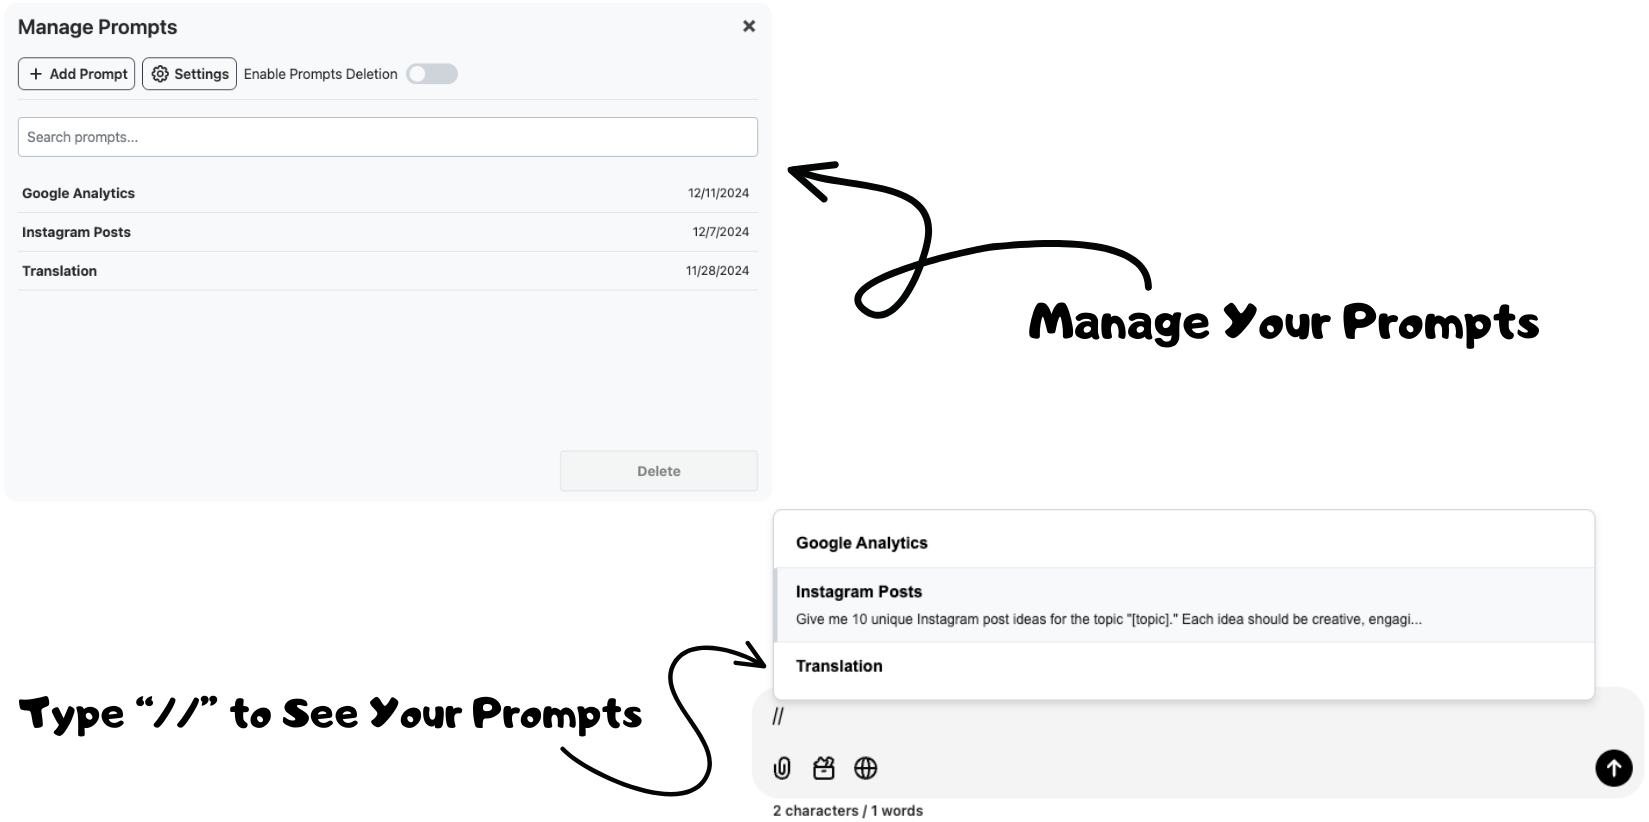 Manage Prompts
+ Add Prompt Settings Enable Prompts Deletion
Search prompts...
Google Analytics 12/11/2024
Instagram Posts 12/7/2024
Translation 11/28/2024
Delete
Manage Your Prompts
Google Analytics
Instagram Posts
Give me 10 unique Instagram post ideas for the topic "[topic]." Each idea should be creative, engagi...
Translation
Type “//” to See Your Prompts
//
2 characters / 1 words